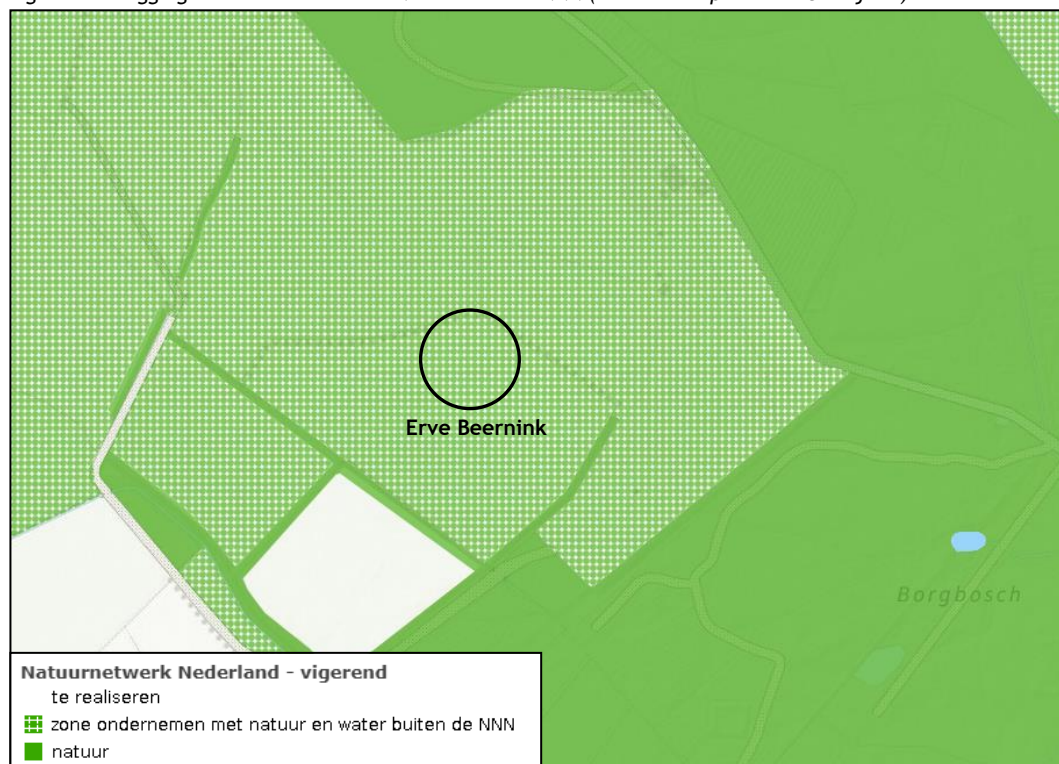 Erve Beernink
Borgbosch
Natuurnetwerk Nederland - vigerend
te realiseren
zone ondernemen met natuur en water buiten de NNN
natuur